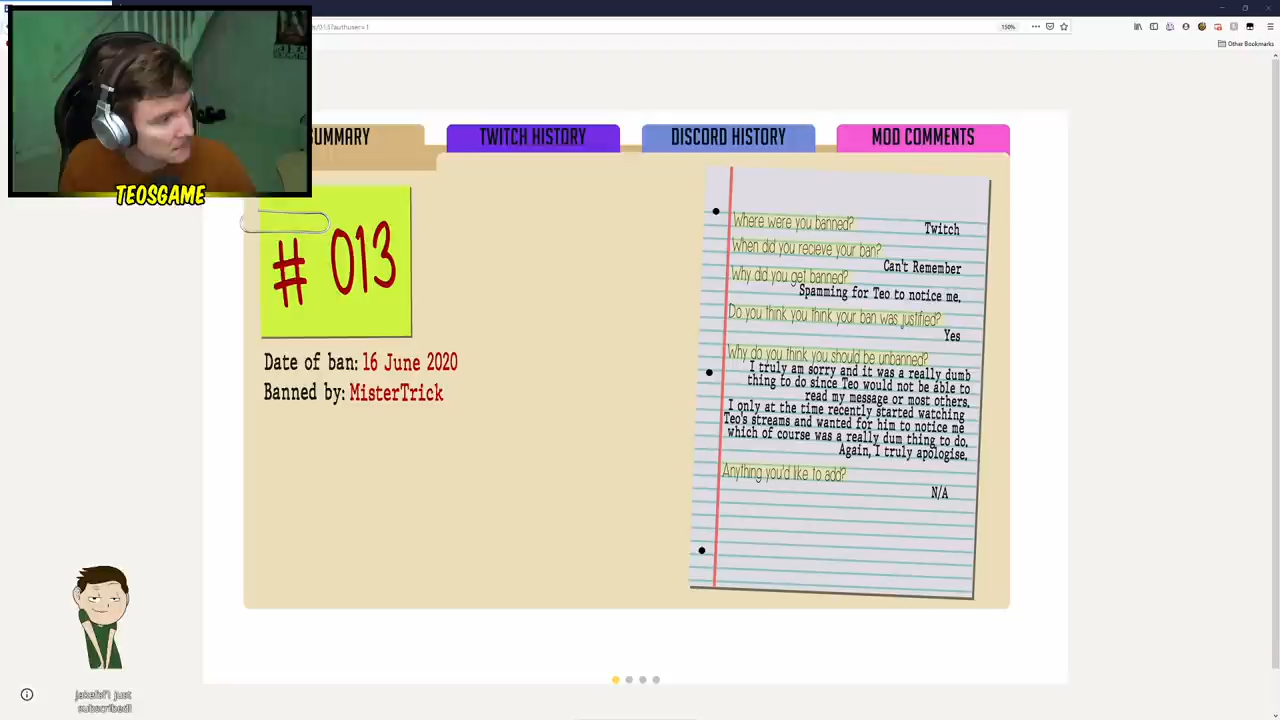 s/013?authuser=1
150%
Other Bookmarks
TEOSGAME
SUMMARY
TWITCH HISTORY
DISCORD HISTORY
MOD COMMENTS
# 013
Date of ban: 16 June 2020
Banned by: MisterTrick
Where were you banned?
Twitch
When did you recieve your ban?
Can't Remember
Why did you get banned?
Spamming for Teo to notice me.
Do you think you think your ban was justified?
Yes
Why do you think you should be unbanned?
I truly am sorry and it was a really dumb
thing to do since Teo would not be able to
read my message or most others.
I only at the time recently started watching
Teo's streams and wanted for him to notice me
which of course was a really dum thing to do.
Again, I truly apologise.
Anything you'd like to add?
N/A
just
subscribed!